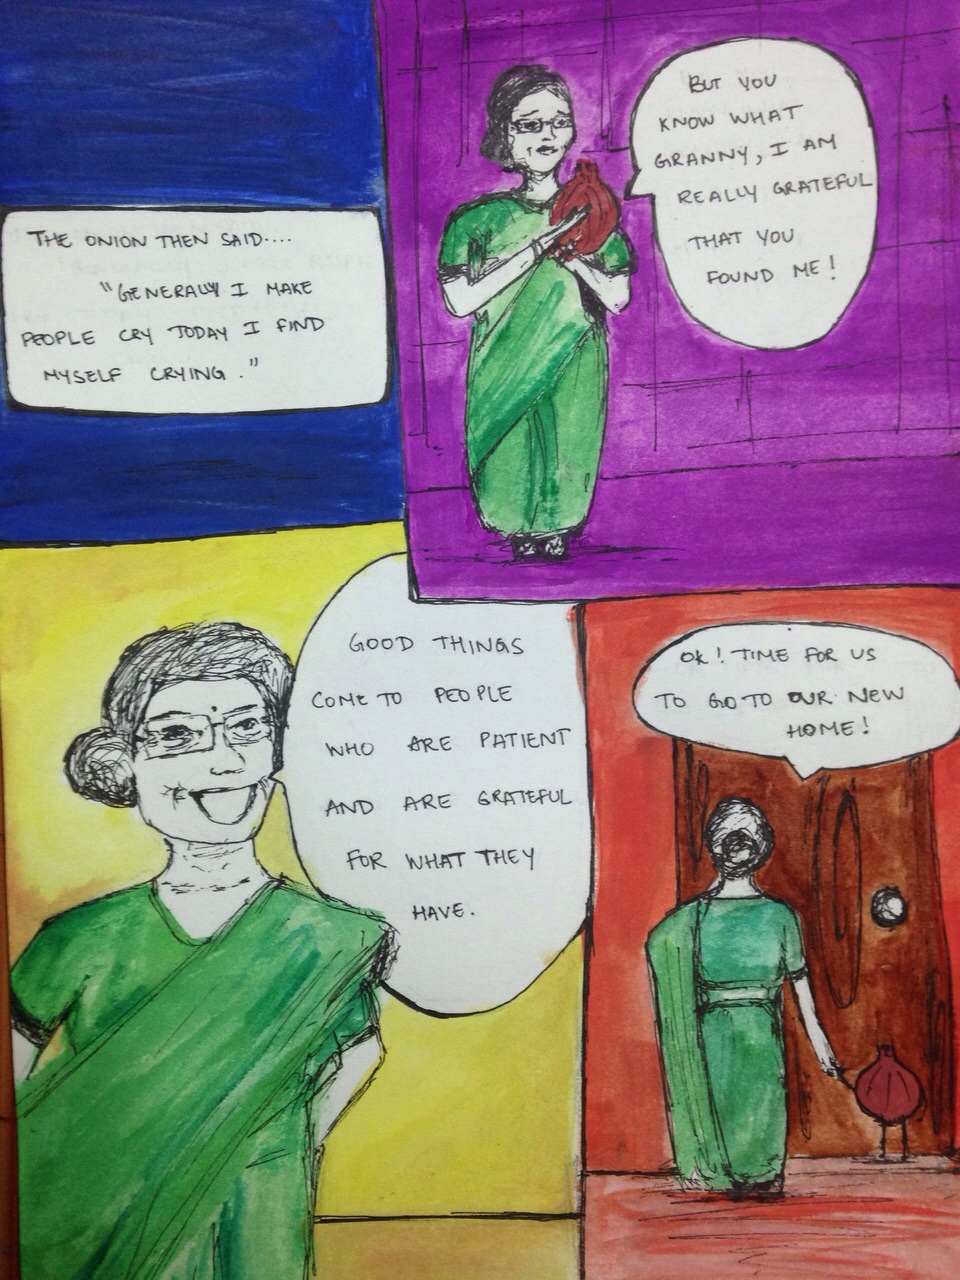 THE ONION THEN SAID....
"GENERALLY I MAKE
PEOPLE CRY TODAY I FIND
MYSELF CRYING."
BUT YOU
KNOW WHAT
GRANNY, I AM
REALLY GRATEFUL
THAT YOU
FOUND ME!
GOOD THINGS
COME TO PEOPLE
WHO ARE PATIENT
AND ARE GRATEFUL
FOR WHAT THEY
HAVE.
OK! TIME FOR US
TO GO TO OUR NEW
HOME!